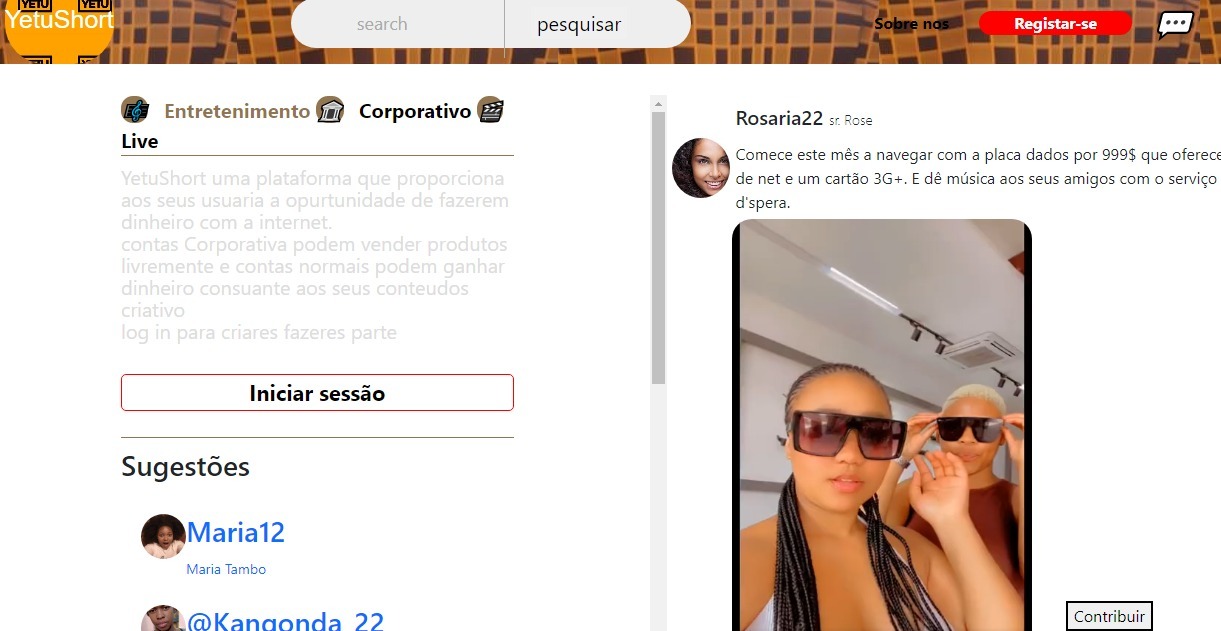 YETU YETU
YetuShort
search
pesquisar
Sobre nos
Registar-se
Entretenimento
Corporativo
Live
YetuShort uma plataforma que proporciona
aos seus usuaria a opurtunidade de fazerem
dinheiro com a internet.
contas Corporativa podem vender produtos
livremente e contas normais podem ganhar
dinheiro consuante aos seus conteudos
criativo
log in para criares fazeres parte
Iniciar sessão
Sugestões
Maria12
Maria Tambo
@Kangonda_22
Rosaria22 sr. Rose
Comece este mês a navegar com a placa dados por 999$ que oferece
de net e um cartão 3G+. E dê música aos seus amigos com o serviço
d'spera.
Contribuir